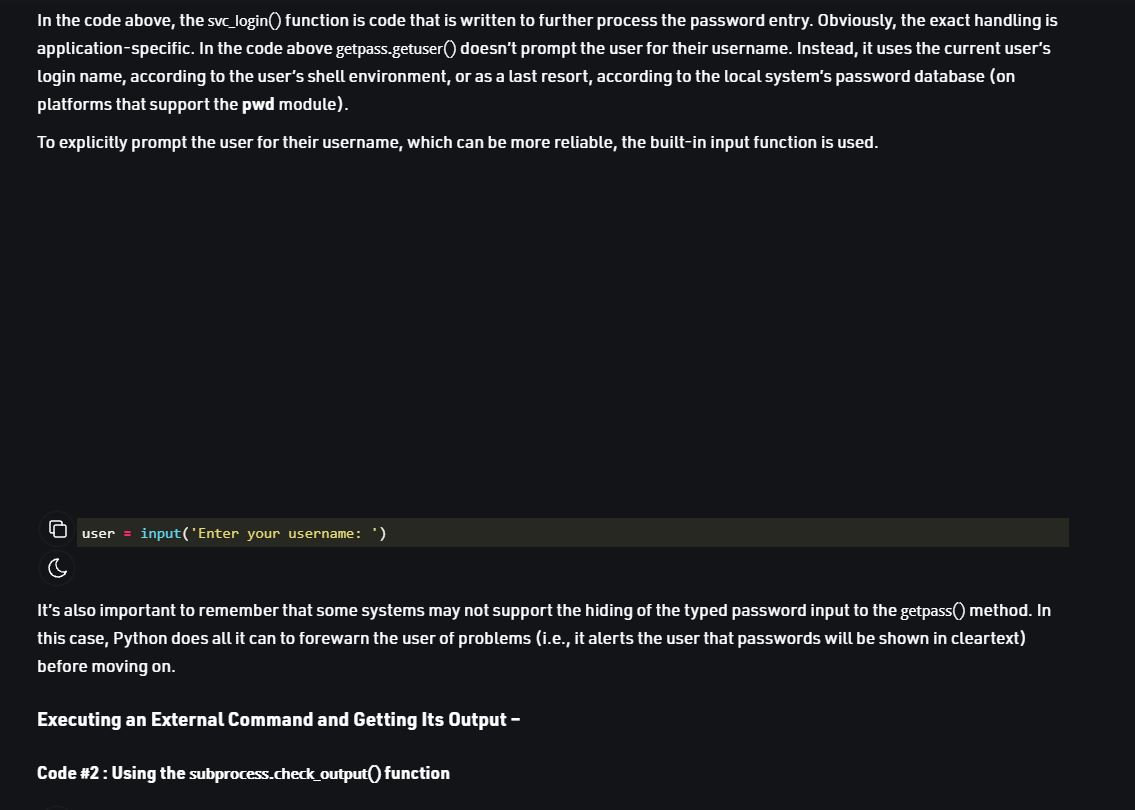 In the code above, the svc_login() function is code that is written to further process the password entry. Obviously, the exact handling is
application-specific. In the code above getpass.getuser() doesn’t prompt the user for their username. Instead, it uses the current user’s
login name, according to the user’s shell environment, or as a last resort, according to the local system’s password database (on
platforms that support the pwd module).
To explicitly prompt the user for their username, which can be more reliable, the built-in input function is used.
user = input('Enter your username: ')
It’s also important to remember that some systems may not support the hiding of the typed password input to the getpass() method. In
this case, Python does all it can to forewarn the user of problems (i.e., it alerts the user that passwords will be shown in cleartext)
before moving on.
Executing an External Command and Getting Its Output –
Code #2 : Using the subprocess.check_output() function